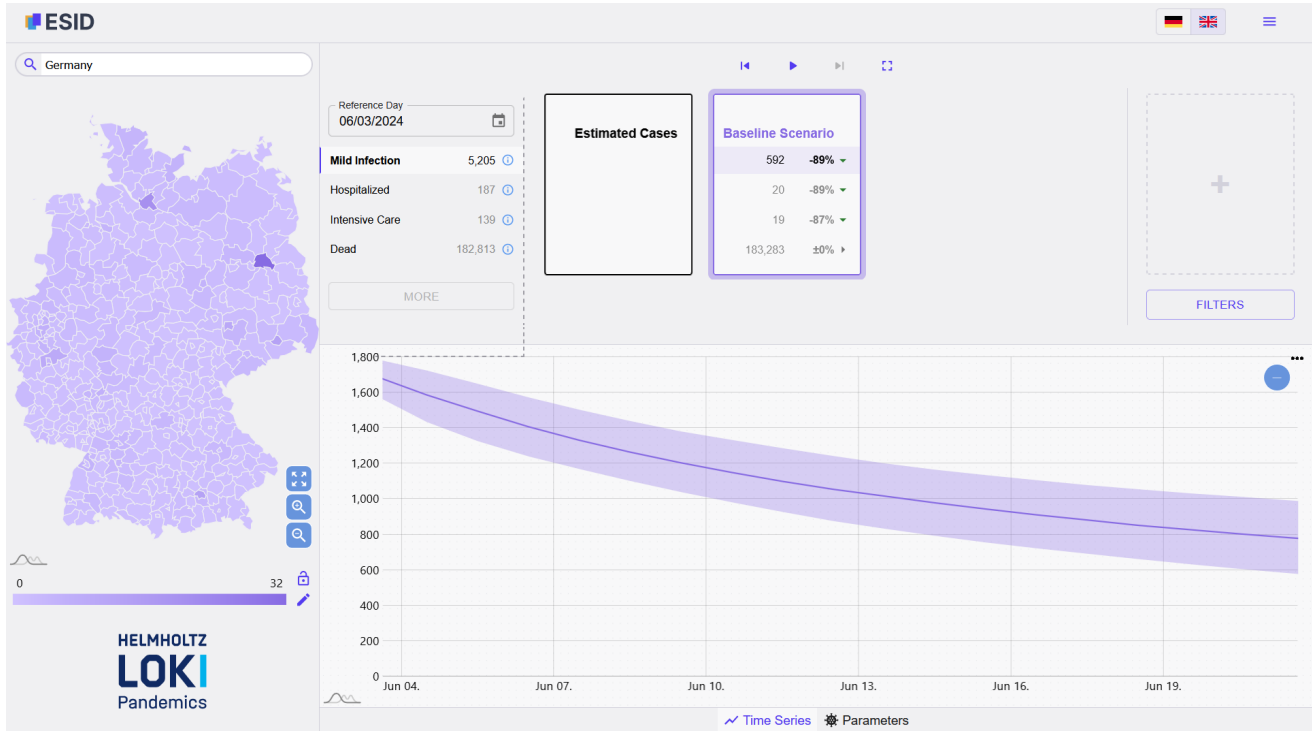 ESID
Germany
Reference Day
06/03/2024
Mild Infection 5,205
Hospitalized 187
Intensive Care 139
Dead 182,813
MORE
Estimated Cases
Baseline Scenario
592 -89%
20 -89%
19 -87%
183,283 ±0%
+
FILTERS
0 32
HELMHOLTZ
LOKI
Pandemics
1,800
1,600
1,400
1,200
1,000
800
600
400
200
0
Jun 04. Jun 07. Jun 10. Jun 13. Jun 16. Jun 19.
Time Series Parameters